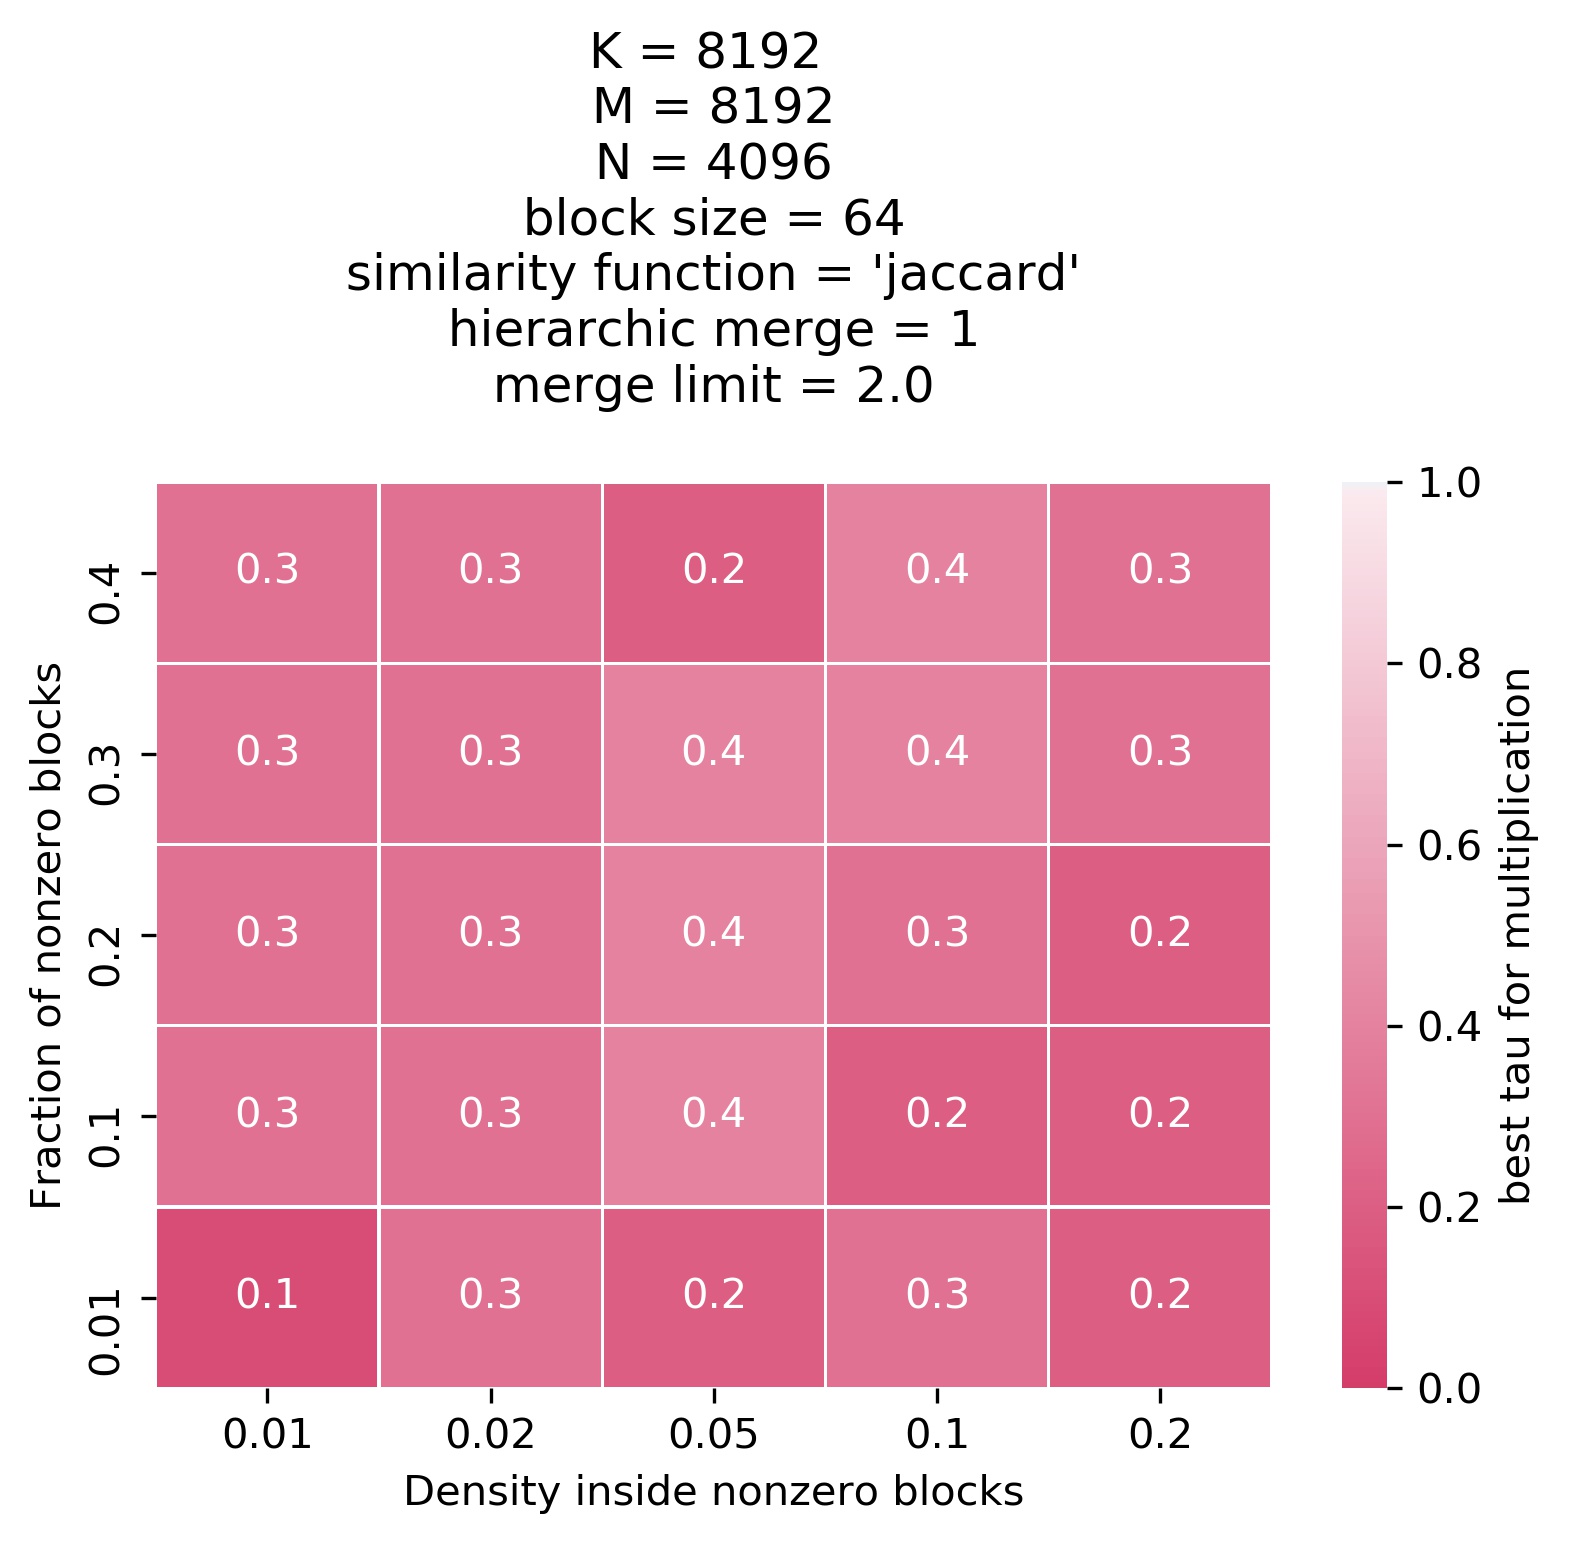 K = 8192
M = 8192
N = 4096
block size = 64
similarity function = 'jaccard'
hierarchic merge = 1
merge limit = 2.0
Fraction of nonzero blocks
0.4
0.3
0.2
0.1
0.01
0.3 0.3 0.2 0.4 0.3
0.3 0.3 0.4 0.4 0.3
0.3 0.3 0.4 0.3 0.2
0.3 0.3 0.4 0.2 0.2
0.1 0.3 0.2 0.3 0.2
0.01 0.02 0.05 0.1 0.2
Density inside nonzero blocks
1.0
0.8
0.6
0.4
0.2
0.0
best tau for multiplication